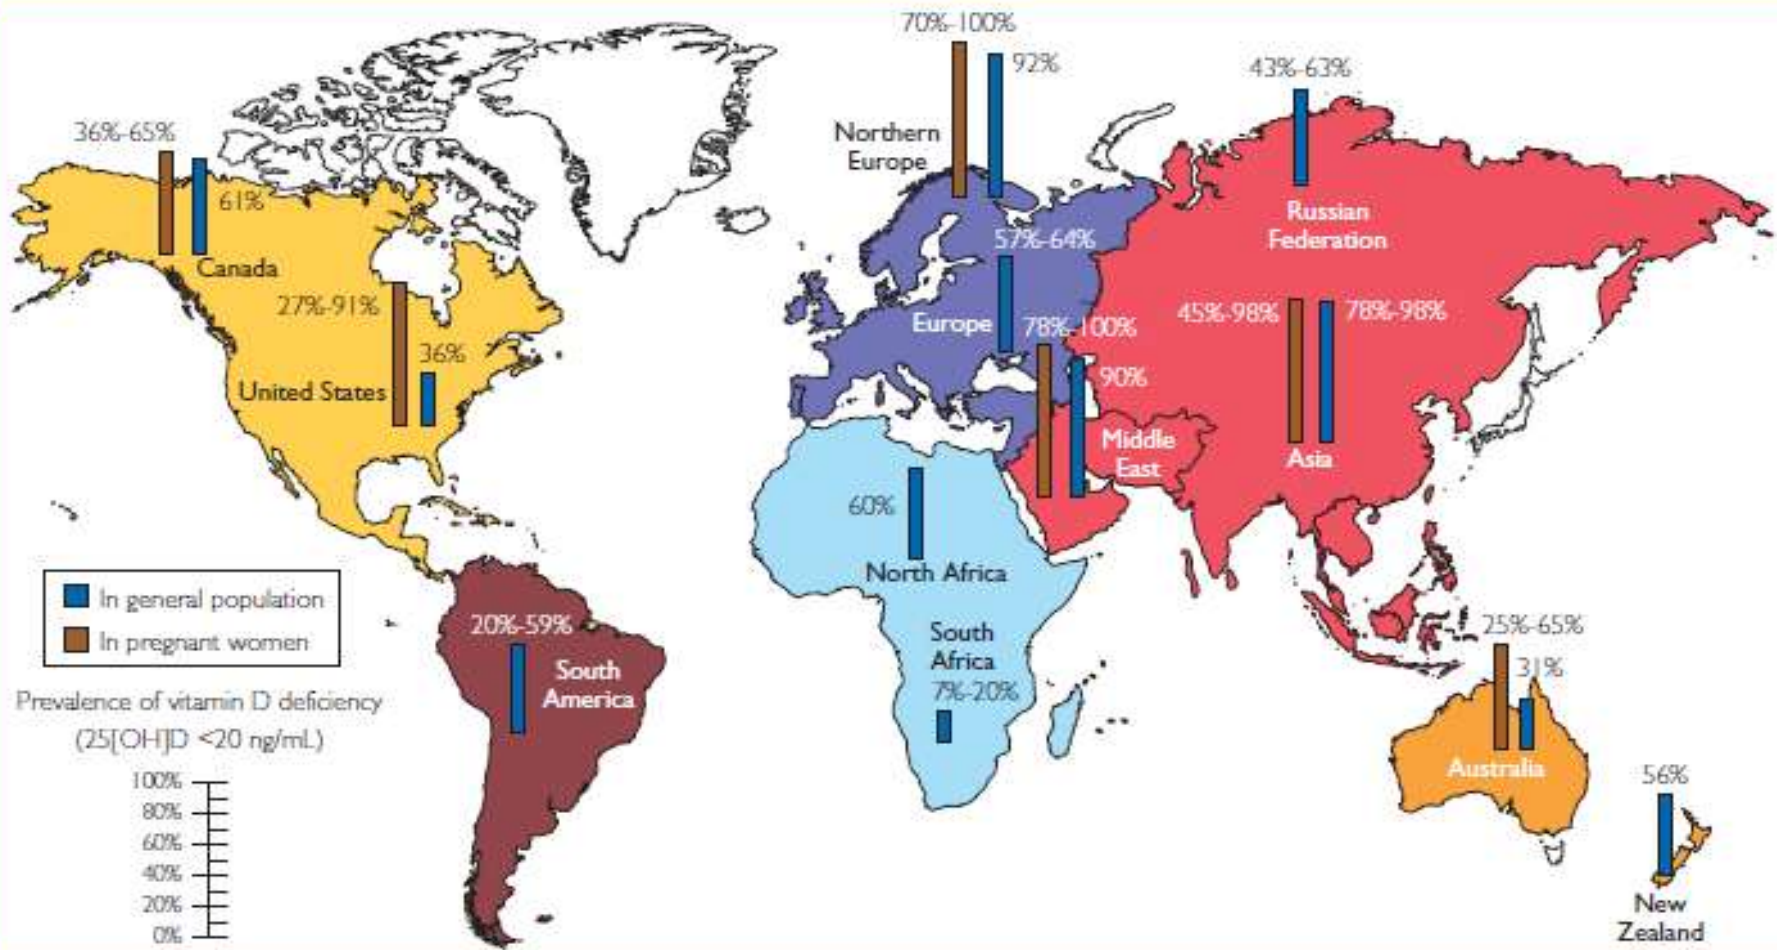 70%-100%
92%
43%-63%
Northern
Europe
36%-65%
61%
Canada
Russian
Federation
57%-64%
27%-91%
Europe
78%-100%
45%-98%
78%-98%
36%
United States
90%
Middle
East
Asia
60%
North Africa
In general population
In pregnant women
20%-59%
South
America
South
Africa
7%-20%
25%-65%
31%
Australia
56%
New
Zealand
Prevalence of vitamin D deficiency
(25[OH]D <20 ng/mL)
100%
80%
60%
40%
20%
0%